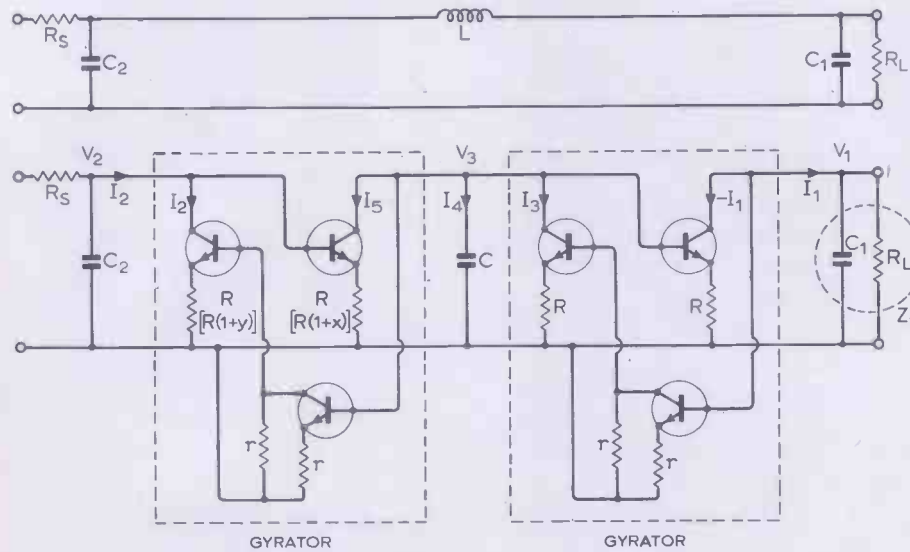 R_S C_2 L C_1 R_L
V_2 V_3 V_1
R_S I_2 I_2 I_5 I_4 I_3 -I_1 I_1
C_2 C C_1 R_L
R R R R Z
[R(1+y)] [R(1+x)]
r r r r
GYRATOR GYRATOR